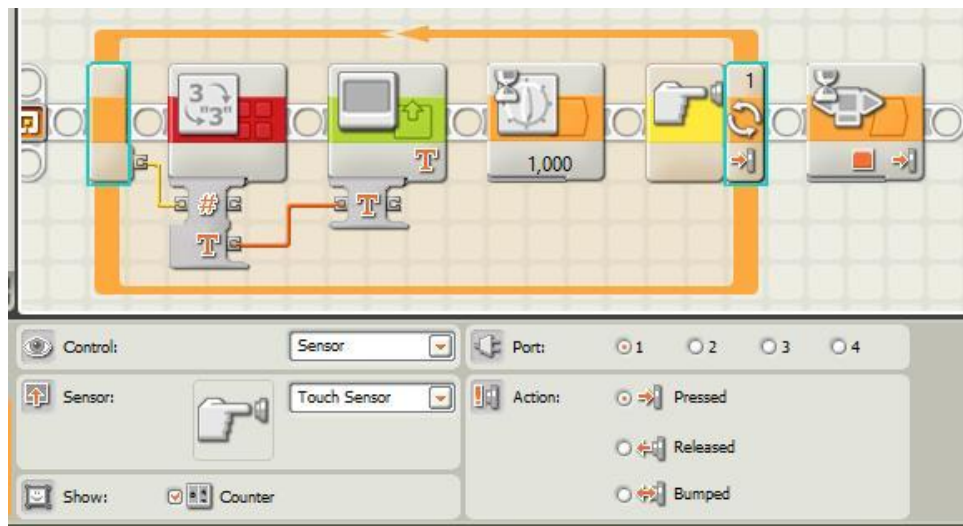 3
"3"
1
T
1,000
#
T
T
Control:
Sensor
Port:
1
2
3
4
Sensor:
Touch Sensor
Action:
Pressed
Released
Show:
Counter
Bumped